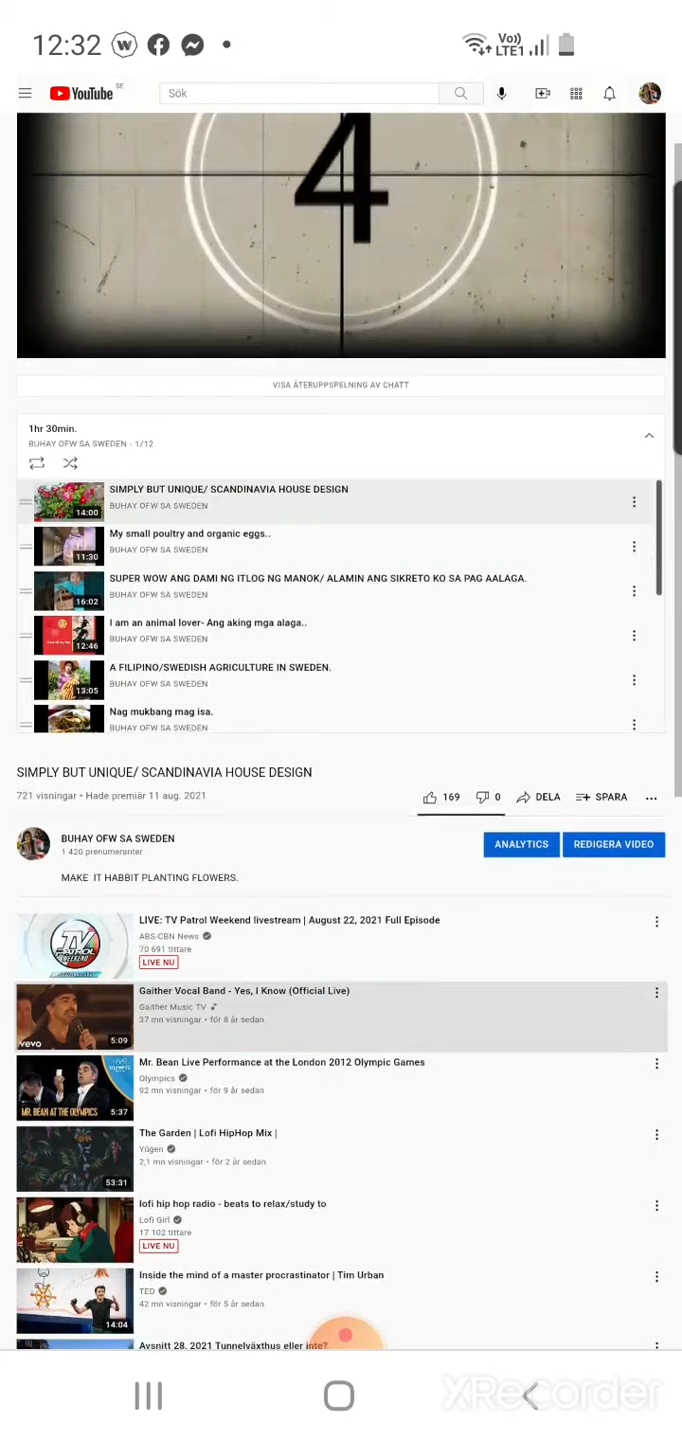 12:32
Vo))
LTE1
YouTube SE
Sök
4
VISA ÅTERUPPSPELNING AV CHATT
1hr 30min.
BUHAY OFW SA SWEDEN - 1/12
SIMPLY BUT UNIQUE/ SCANDINAVIA HOUSE DESIGN
BUHAY OFW SA SWEDEN
14:00
My small poultry and organic eggs..
BUHAY OFW SA SWEDEN
11:30
SUPER WOW ANG DAMI NG ITLOG NG MANOK/ ALAMIN ANG SIKRETO KO SA PAG AALAGA.
BUHAY OFW SA SWEDEN
16:02
I am an animal lover- Ang aking mga alaga..
BUHAY OFW SA SWEDEN
12:46
A FILIPINO/SWEDISH AGRICULTURE IN SWEDEN.
BUHAY OFW SA SWEDEN
13:05
Nag mukbang mag isa.
BUHAY OFW SA SWEDEN
SIMPLY BUT UNIQUE/ SCANDINAVIA HOUSE DESIGN
721 visningar • Hade premiär 11 aug. 2021
169
0
DELA
SPARA
BUHAY OFW SA SWEDEN
1 420 prenumeranter
ANALYTICS
REDIGERA VIDEO
MAKE IT HABBIT PLANTING FLOWERS.
LIVE: TV Patrol Weekend livestream | August 22, 2021 Full Episode
ABS-CBN News
70 691 tittare
LIVE NU
TV PATROL
WEEKEND
Gaither Vocal Band - Yes, I Know (Official Live)
Gaither Music TV
37 mn visningar • för 8 år sedan
vevo
5:09
Mr. Bean Live Performance at the London 2012 Olympic Games
Olympics
92 mn visningar • för 9 år sedan
MR. BEAN AT THE OLYMPICS
5:37
The Garden | Lofi HipHop Mix |
Yūgen
2,1 mn visningar • för 2 år sedan
53:31
lofi hip hop radio - beats to relax/study to
Lofi Girl
17 102 tittare
LIVE NU
Inside the mind of a master procrastinator | Tim Urban
TED
42 mn visningar • för 5 år sedan
14:04
Avsnitt 28, 2021 Tunnelväxthus eller inte?
XRecorder